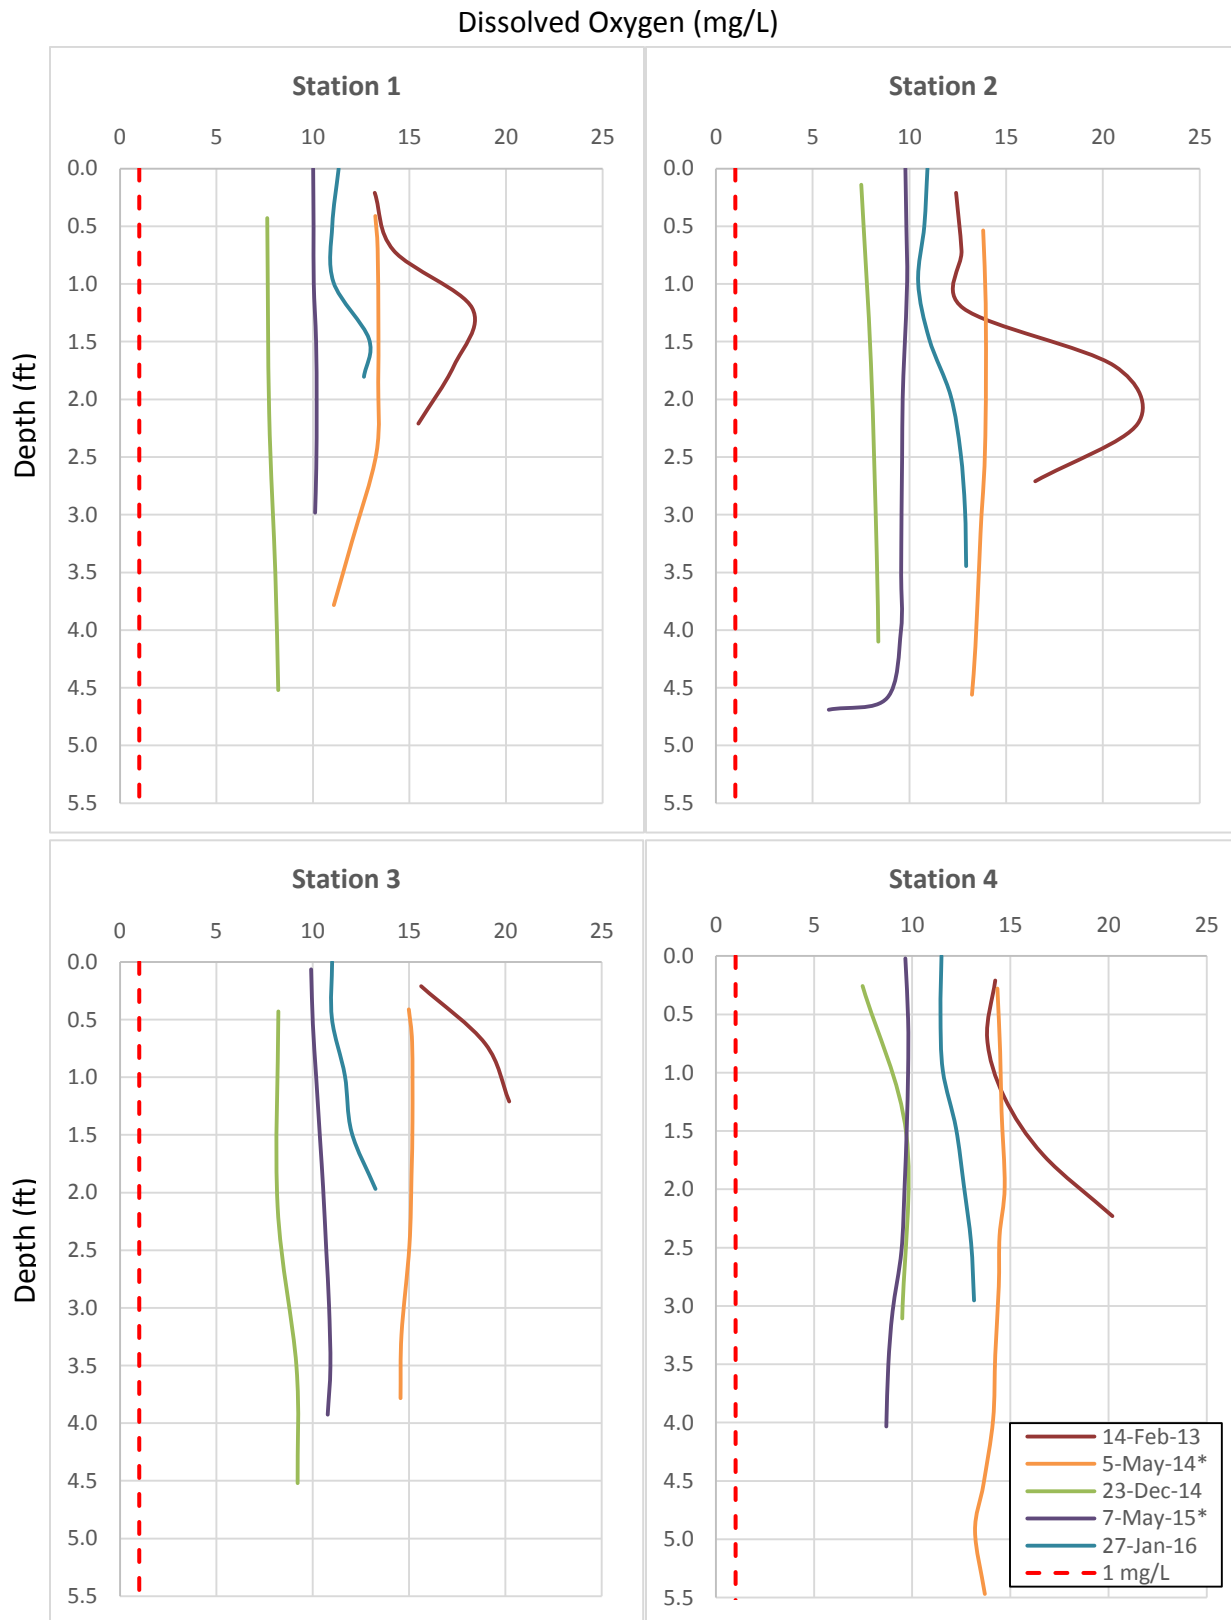 Dissolved Oxygen (mg/L)
Station 1
0 5 10 15 20 25
0.0
0.5
1.0
1.5
2.0
2.5
3.0
3.5
4.0
4.5
5.0
5.5
Depth (ft)
Station 2
0 5 10 15 20 25
0.0
0.5
1.0
1.5
2.0
2.5
3.0
3.5
4.0
4.5
5.0
5.5
Station 3
0 5 10 15 20 25
0.0
0.5
1.0
1.5
2.0
2.5
3.0
3.5
4.0
4.5
5.0
5.5
Depth (ft)
Station 4
0 5 10 15 20 25
0.0
0.5
1.0
1.5
2.0
2.5
3.0
3.5
4.0
4.5
5.0
5.5
14-Feb-13
5-May-14*
23-Dec-14
7-May-15*
27-Jan-16
1 mg/L